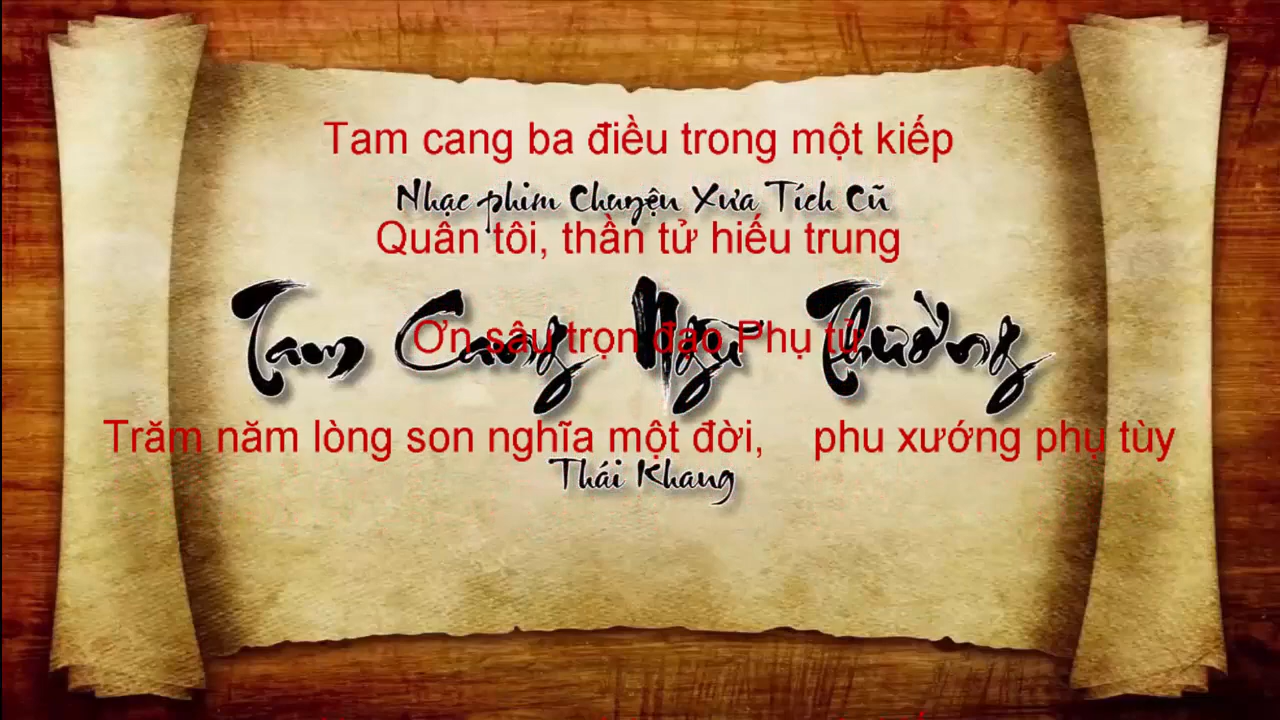 Tam cang ba điều trong một kiếp
Nhạc phim Chuyện Xưa Tích Cũ
Quân tôi, thần tử hiếu trung
Tam Cang Ngũ Thường
Ơn sâu trọn đạo Phụ tử
Trăm năm lòng son nghĩa một đời, phu xướng phụ tùy
Thái Khang